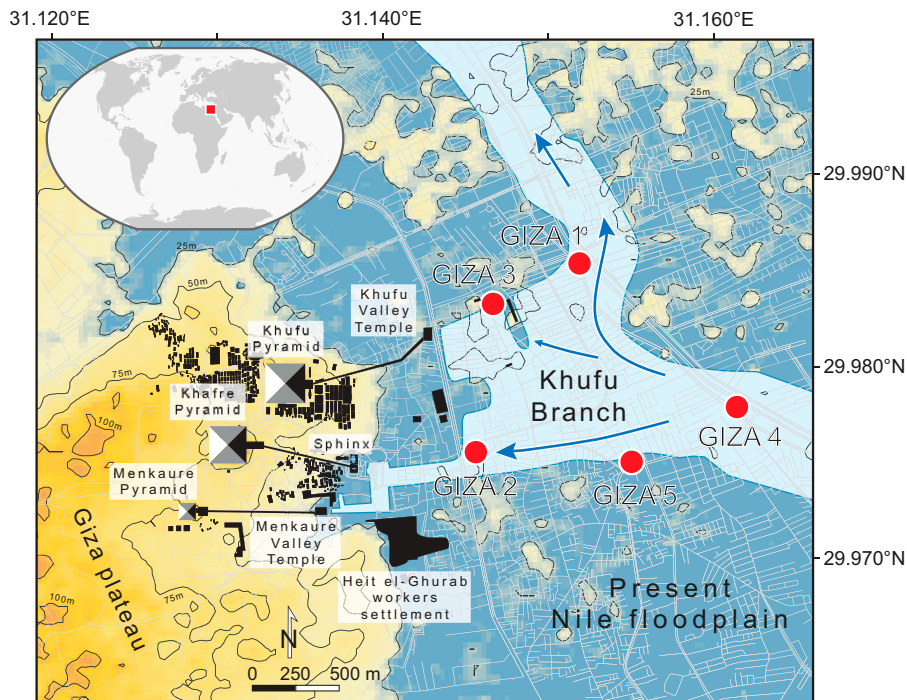 31.120°E
31.140°E
31.160°E
25m
29.990°N
GIZA 1
25m
GIZA 3
50m
Khufu
Valley
Temple
Khufu
Pyramid
29.980°N
75m
Khufu
Branch
Khafre
Pyramid
100m
GIZA 4
Sphinx
Menkaure
Pyramid
GIZA 2
GIZA 5
Giza plateau
Menkaure
Valley
Temple
29.970°N
Heit el-Ghurab
workers
settlement
Present
Nile floodplain
75m
100m
N
0 250 500 m